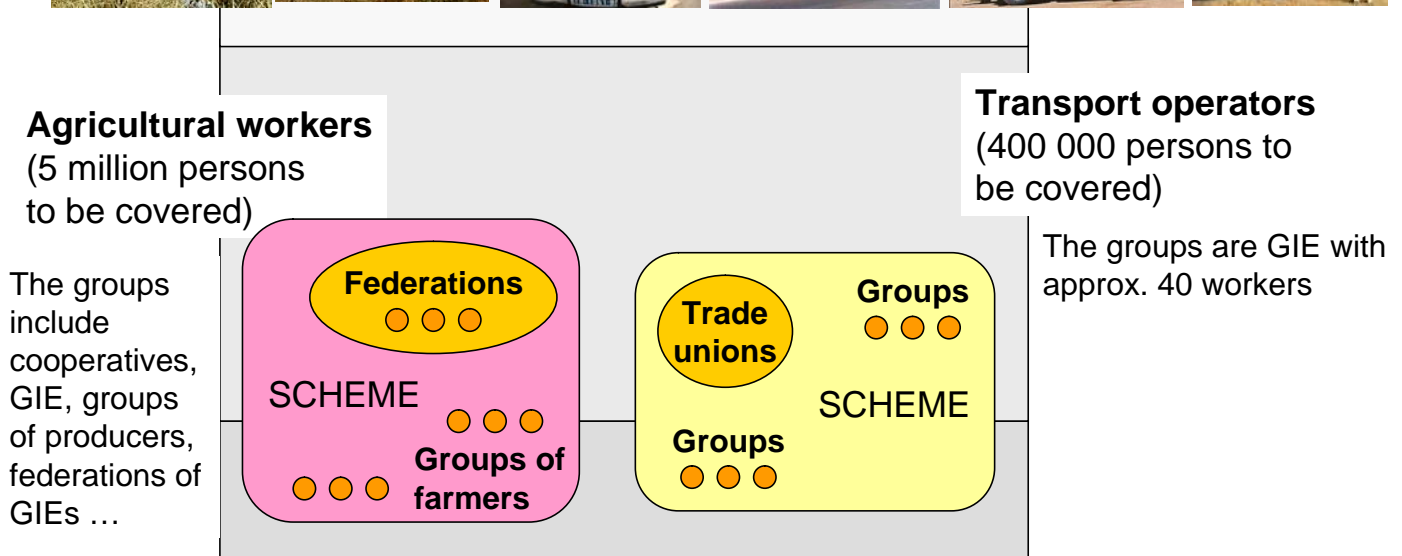 Agricultural workers
(5 million persons
to be covered)
The groups
include
cooperatives,
GIE, groups
of producers,
federations of
GIEs …
Federations
SCHEME
Groups of
farmers
Trade
unions
Groups
SCHEME
Groups
Transport operators
(400 000 persons to
be covered)
The groups are GIE with
approx. 40 workers